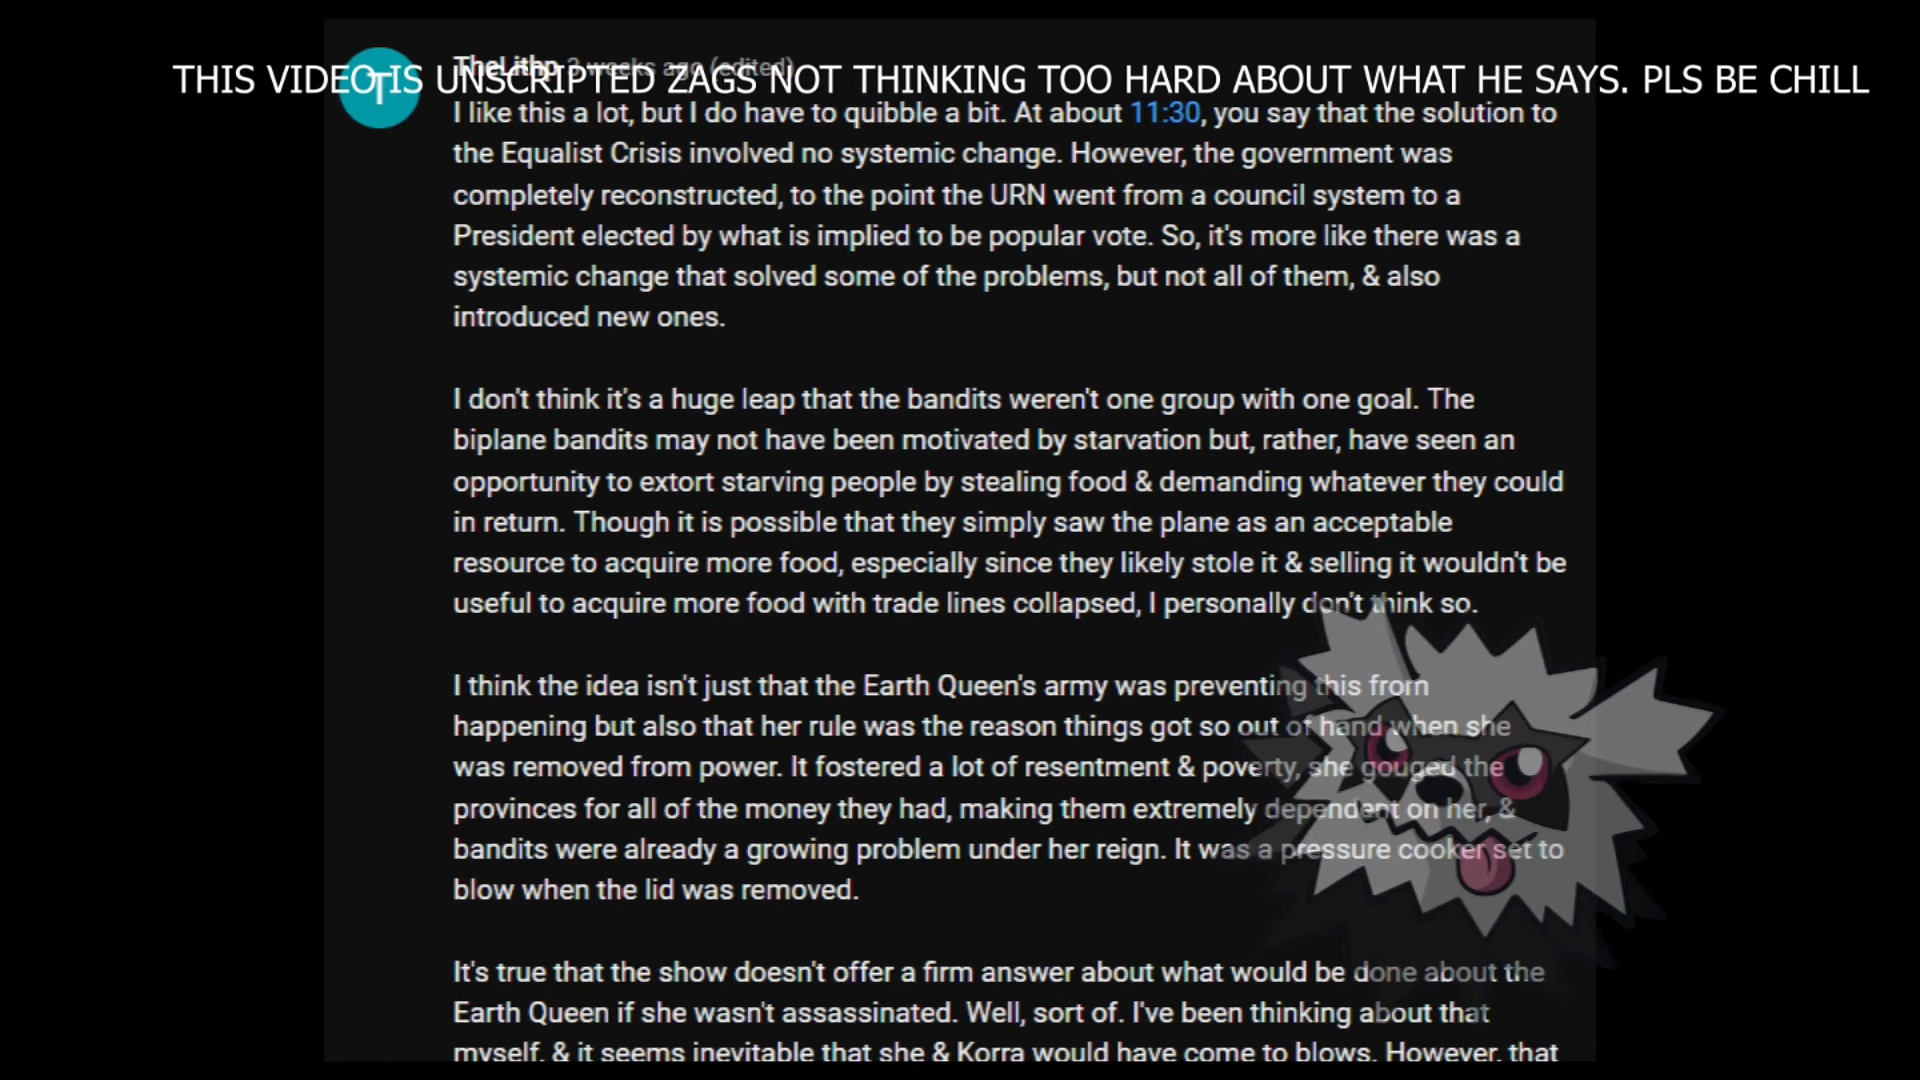 THIS VIDEO IS UNSCRIPTED ZAGS NOT THINKING TOO HARD ABOUT WHAT HE SAYS. PLS BE CHILL
T
TheLithp 3 weeks ago (edited)
I like this a lot, but I do have to quibble a bit. At about 11:30, you say that the solution to
the Equalist Crisis involved no systemic change. However, the government was
completely reconstructed, to the point the URN went from a council system to a
President elected by what is implied to be popular vote. So, it's more like there was a
systemic change that solved some of the problems, but not all of them, & also
introduced new ones.
I don't think it's a huge leap that the bandits weren't one group with one goal. The
biplane bandits may not have been motivated by starvation but, rather, have seen an
opportunity to extort starving people by stealing food & demanding whatever they could
in return. Though it is possible that they simply saw the plane as an acceptable
resource to acquire more food, especially since they likely stole it & selling it wouldn't be
useful to acquire more food with trade lines collapsed, I personally don't think so.
I think the idea isn't just that the Earth Queen's army was preventing this from
happening but also that her rule was the reason things got so out of hand when she
was removed from power. It fostered a lot of resentment & poverty, she gouged the
provinces for all of the money they had, making them extremely dependent on her, &
bandits were already a growing problem under her reign. It was a pressure cooker set to
blow when the lid was removed.
It's true that the show doesn't offer a firm answer about what would be done about the
Earth Queen if she wasn't assassinated. Well, sort of. I've been thinking about that
myself, & it seems inevitable that she & Korra would have come to blows. However, that